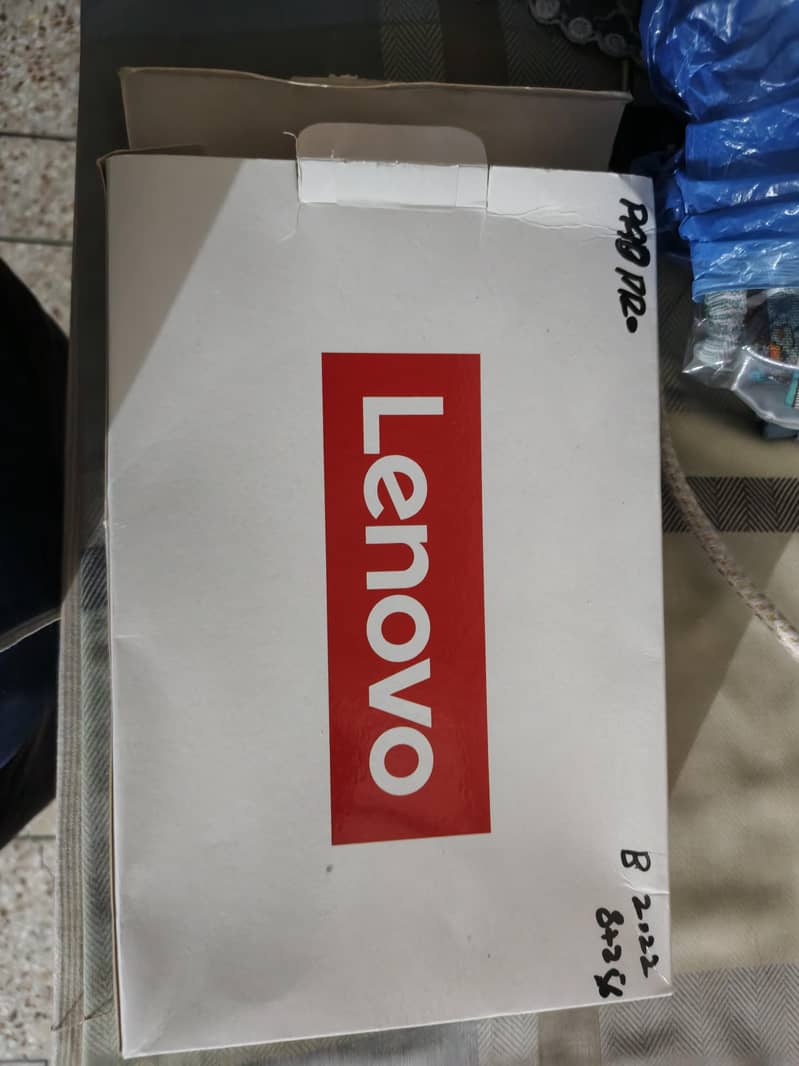 PAD PRO
Lenovo
B 2022
8+256